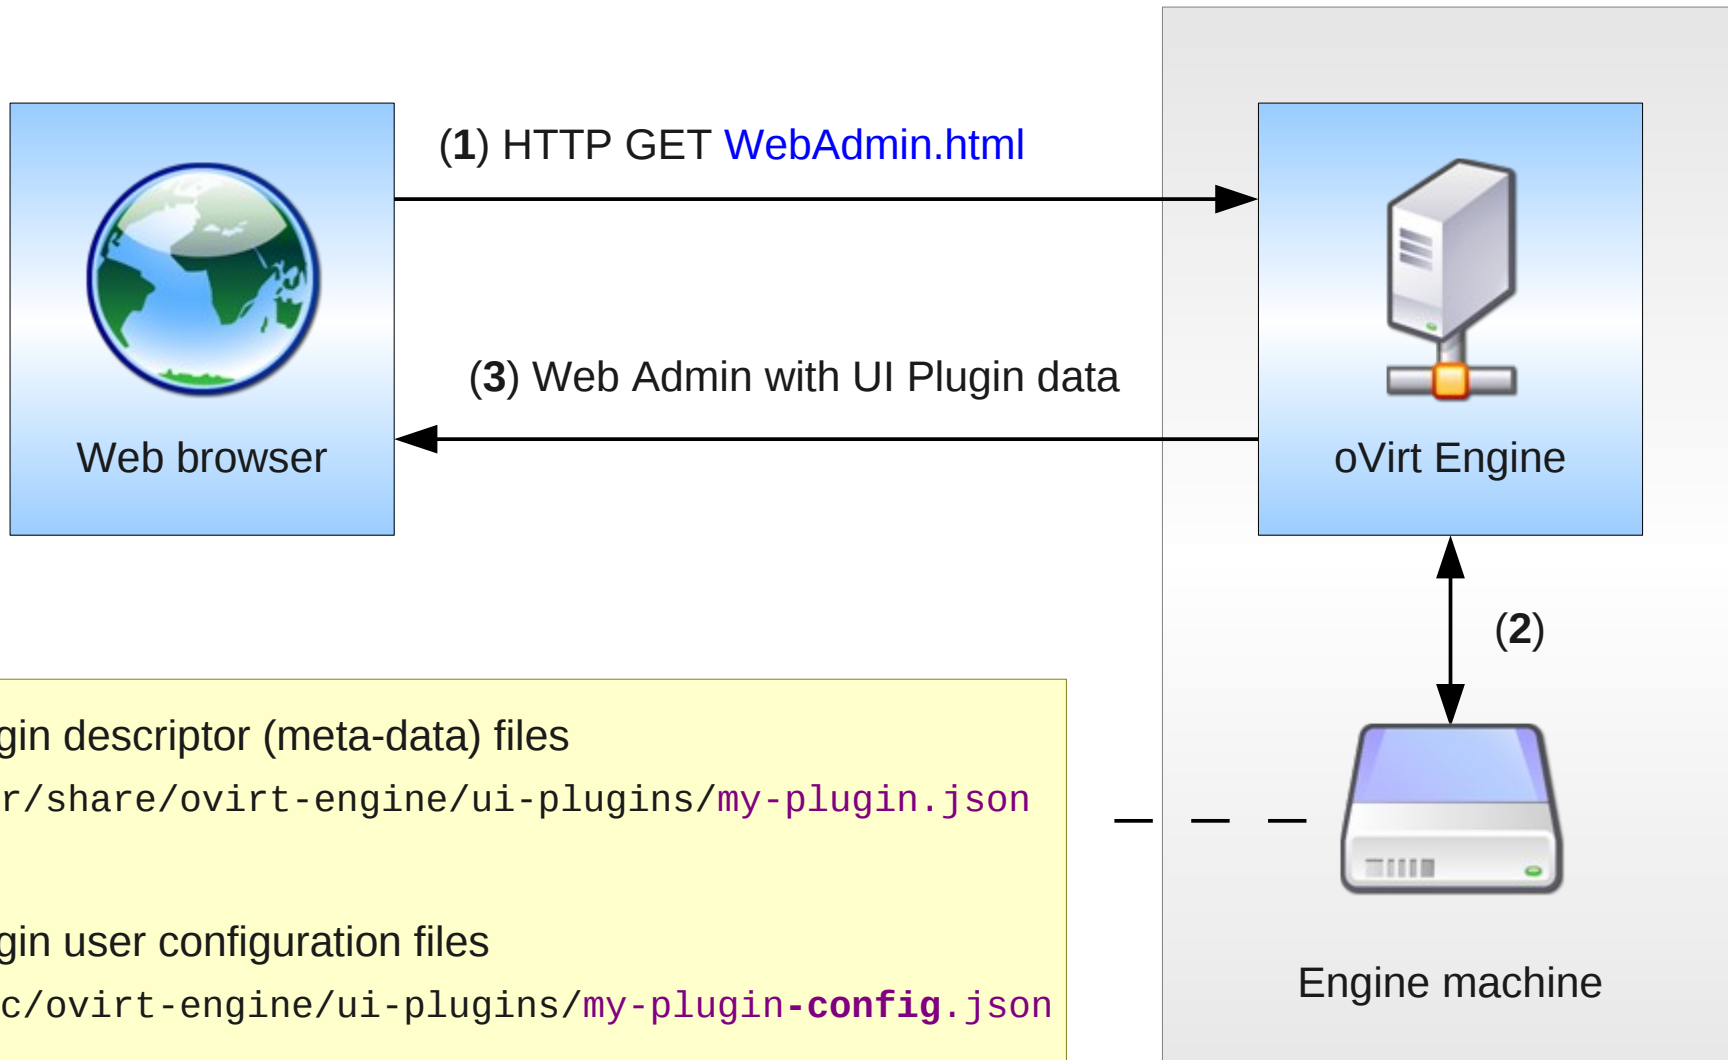 (1) HTTP GET WebAdmin.html
(3) Web Admin with UI Plugin data
Web browser
oVirt Engine
(2)
gin descriptor (meta-data) files
r/share/ovirt-engine/ui-plugins/my-plugin.json
gin user configuration files
c/ovirt-engine/ui-plugins/my-plugin-config.json
Engine machine